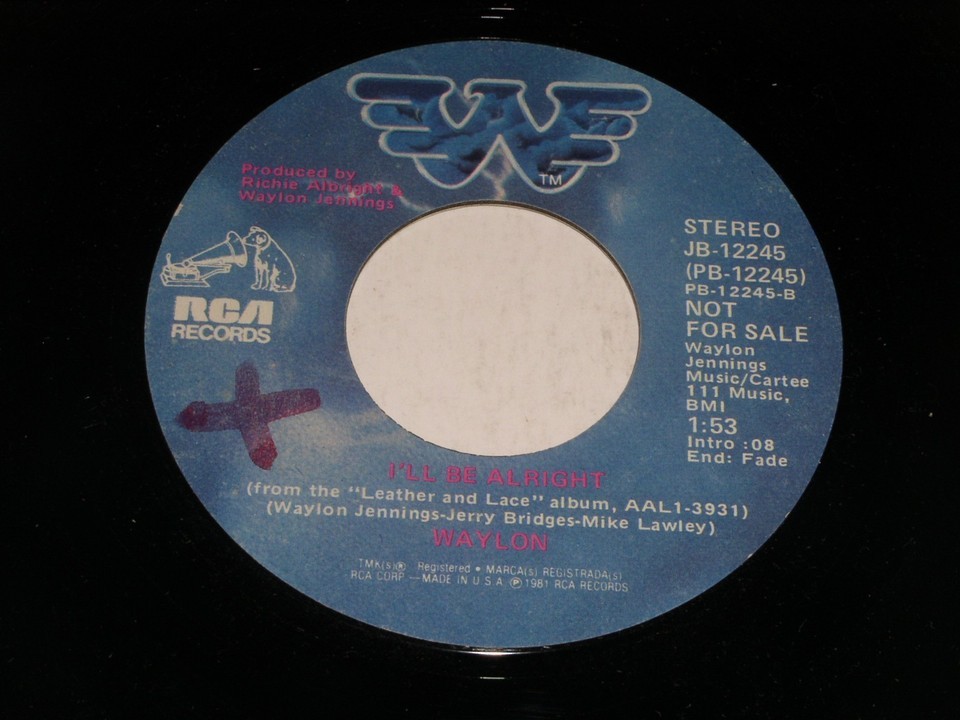 W
TM
Produced by
Richie Albright &
Waylon Jennings
RCA
RECORDS
STEREO
JB-12245
(PB-12245)
PB-12245-B
NOT
FOR SALE
Waylon
Jennings
Music/Cartee
111 Music,
BMI
1:53
Intro :08
End: Fade
I'LL BE ALRIGHT
(from the "Leather and Lace" album, AAL1-3931)
(Waylon Jennings-Jerry Bridges-Mike Lawley)
WAYLON
TMK(s)® Registered • MARCA(s) REGISTRADA(s)
RCA CORP.—MADE IN U.S.A. ℗ 1981 RCA RECORDS